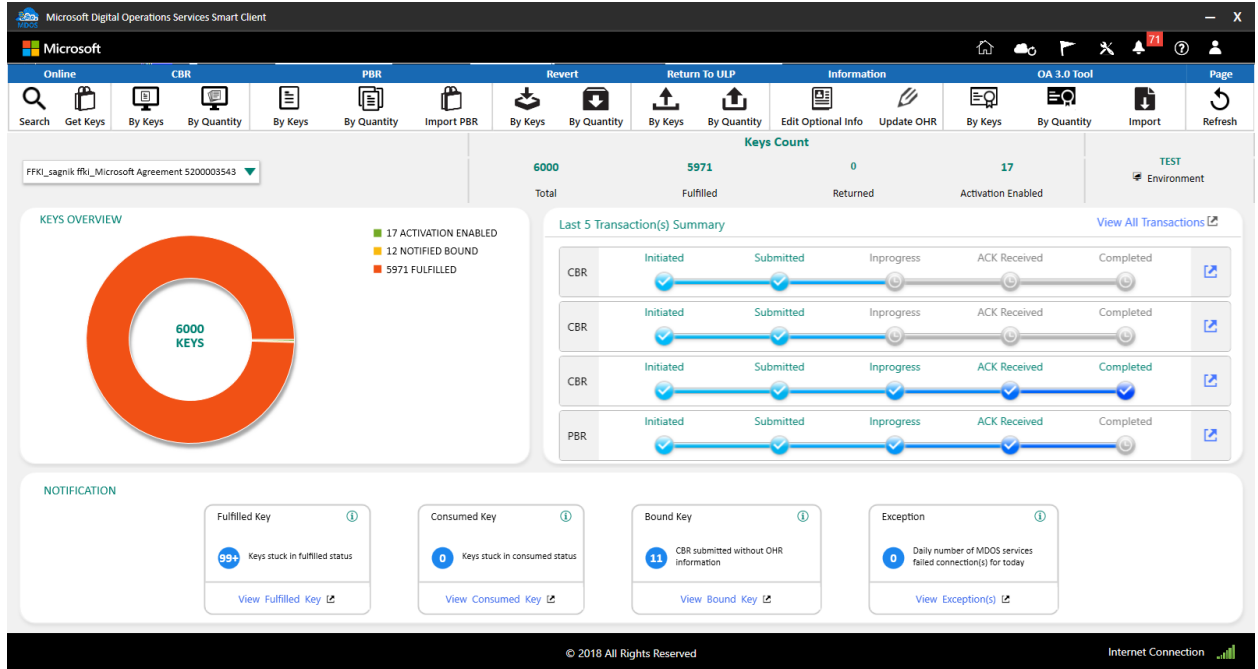 MDOS
Microsoft Digital Operations Services Smart Client
Microsoft
71
Online CBR PBR Revert Return To ULP Information OA 3.0 Tool Page
Search Get Keys By Keys By Quantity By Keys By Quantity Import PBR By Keys By Quantity By Keys By Quantity Edit Optional Info Update OHR By Keys By Quantity Import Refresh
Keys Count
FFKI_sagnik ffki_Microsoft Agreement 5200003543
6000 5971 0 17
Total Fulfilled Returned Activation Enabled
TEST
Environment
KEYS OVERVIEW
17 ACTIVATION ENABLED
12 NOTIFIED BOUND
5971 FULFILLED
6000
KEYS
Last 5 Transaction(s) Summary
View All Transactions
CBR
Initiated Submitted Inprogress ACK Received Completed
CBR
Initiated Submitted Inprogress ACK Received Completed
CBR
Initiated Submitted Inprogress ACK Received Completed
PBR
Initiated Submitted Inprogress ACK Received Completed
NOTIFICATION
Fulfilled Key
99+ Keys stuck in fulfilled status
View Fulfilled Key
Consumed Key
0 Keys stuck in consumed status
View Consumed Key
Bound Key
11 CBR submitted without OHR
information
View Bound Key
Exception
0 Daily number of MDOS services
failed connection(s) for today
View Exception(s)
© 2018 All Rights Reserved
Internet Connection